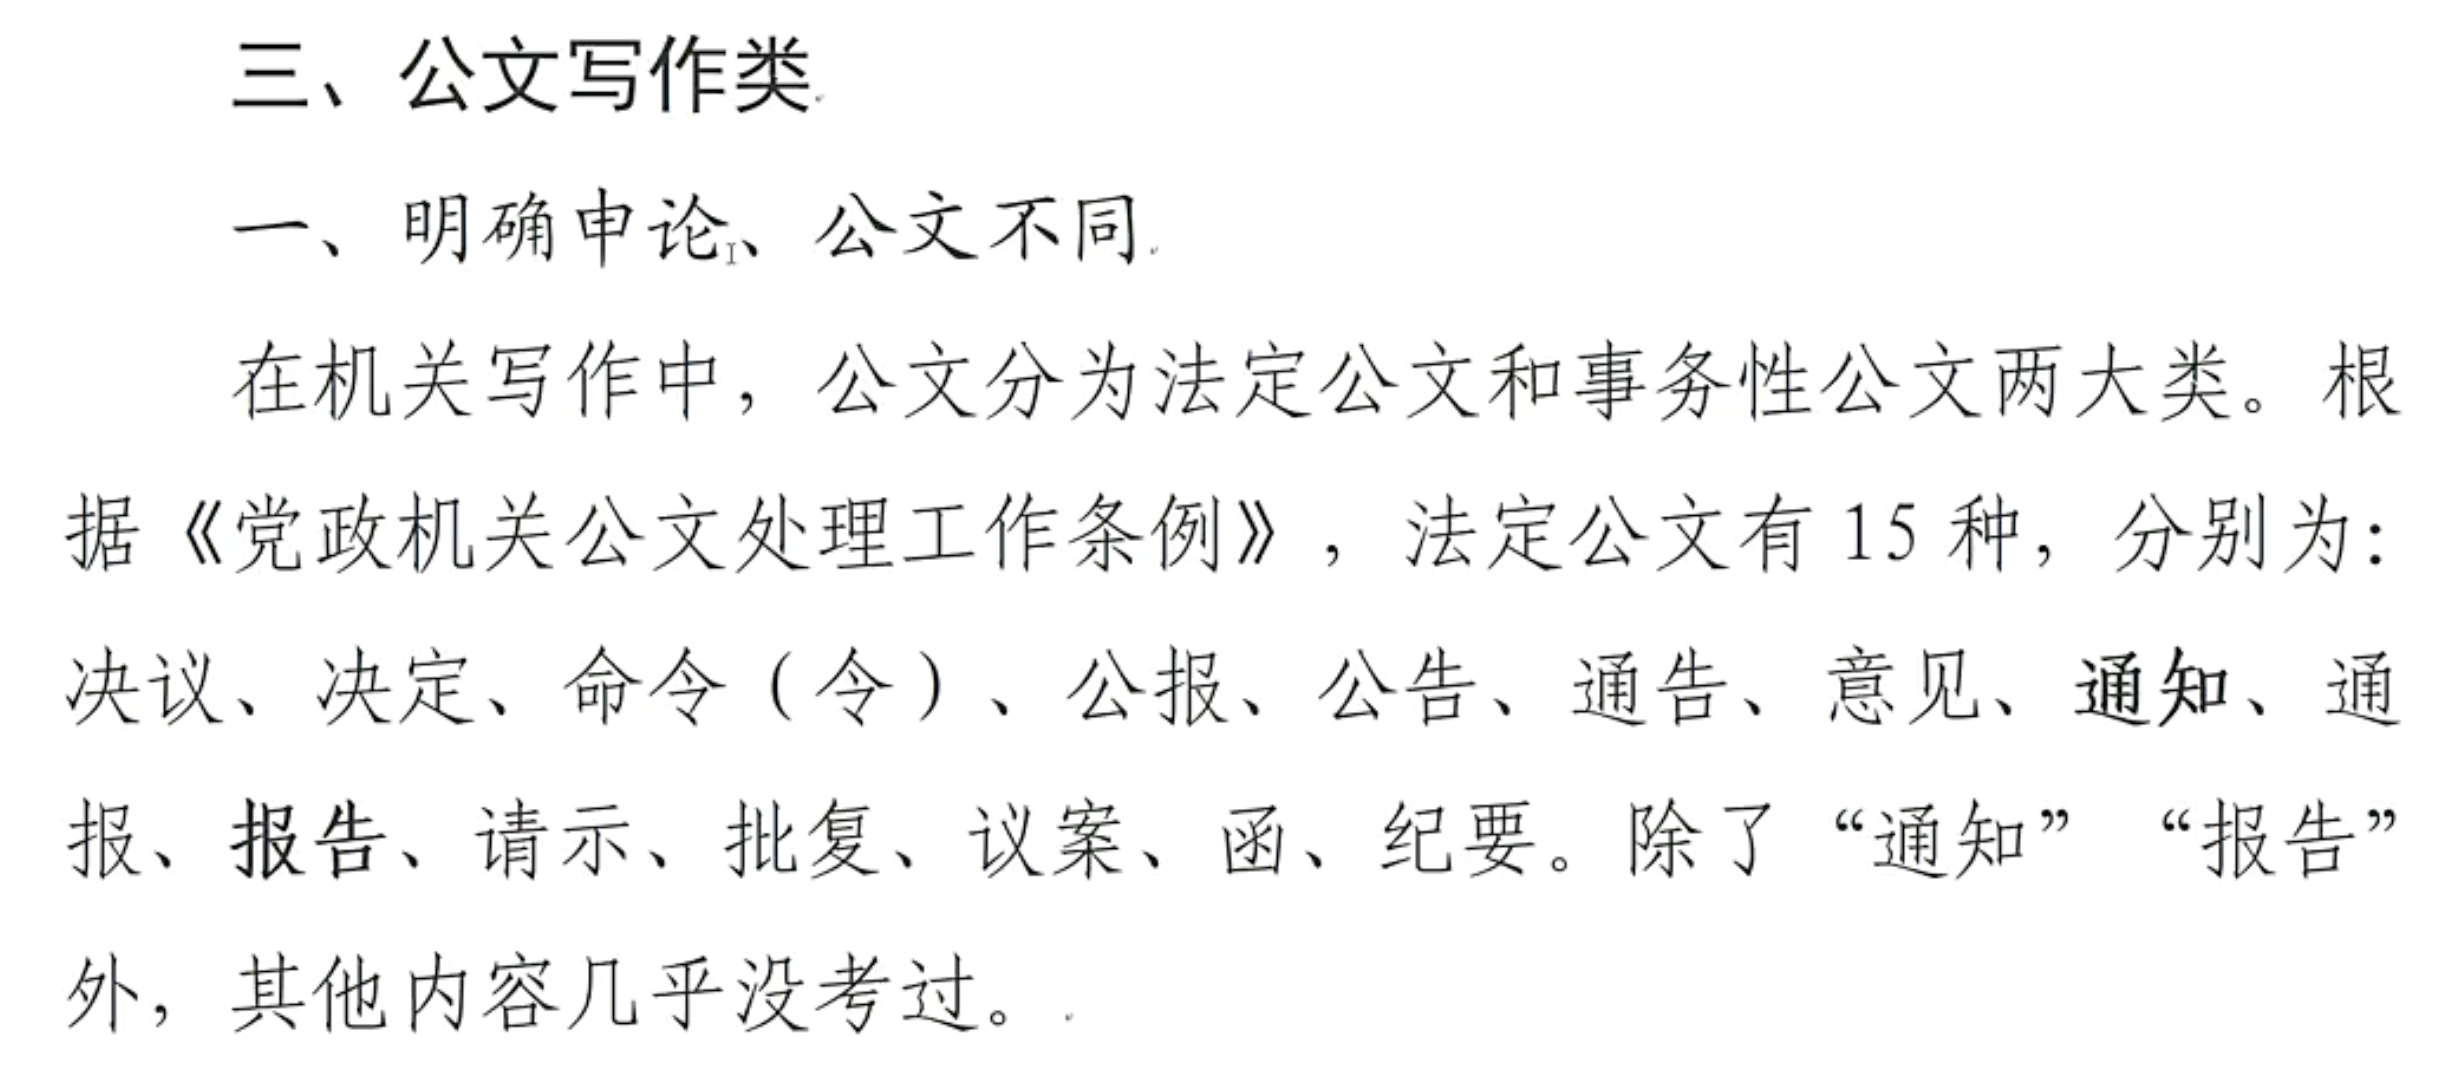 三、公文写作类
一、明确申论、公文不同
在机关写作中，公文分为法定公文和事务性公文两大类。根
据《党政机关公文处理工作条例》，法定公文有 15 种，分别为：
决议、决定、命令（令）、公报、公告、通告、意见、通知、通
报、报告、请示、批复、议案、函、纪要。除了“通知”“报告”
外，其他内容几乎没考过。